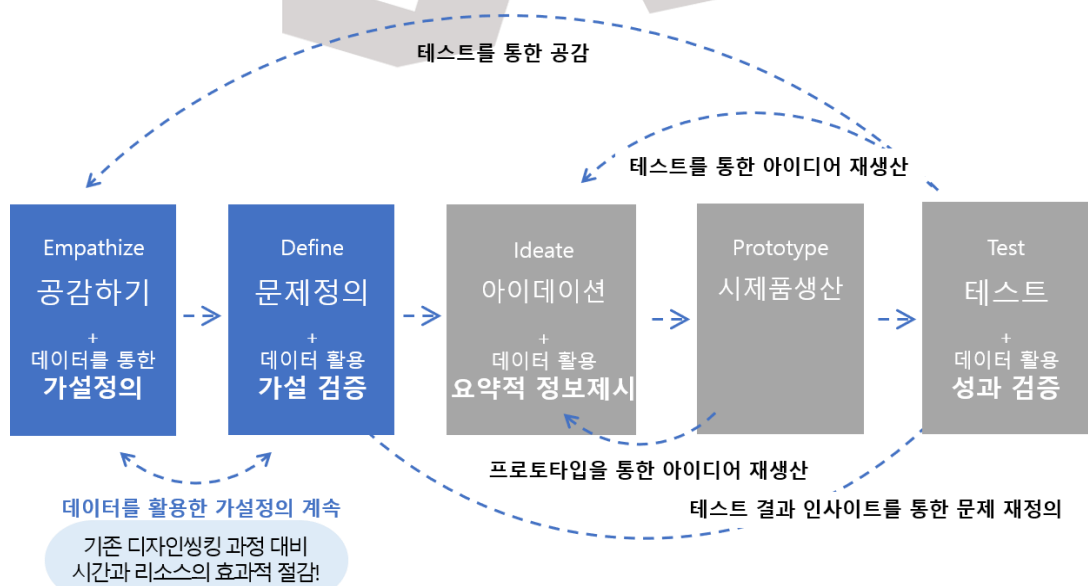 테스트를 통한 공감
테스트를 통한 아이디어 재생산
Empathize
공감하기
+
데이터를 통한
가설정의
Define
문제정의
+
데이터 활용
가설 검증
Ideate
아이데이션
+
데이터 활용
요약적 정보제시
Prototype
시제품생산
Test
테스트
+
데이터 활용
성과 검증
프로토타입을 통한 아이디어 재생산
데이터를 활용한 가설정의 계속
테스트 결과 인사이트를 통한 문제 재정의
기존 디자인씽킹 과정 대비
시간과 리소스의 효과적 절감!